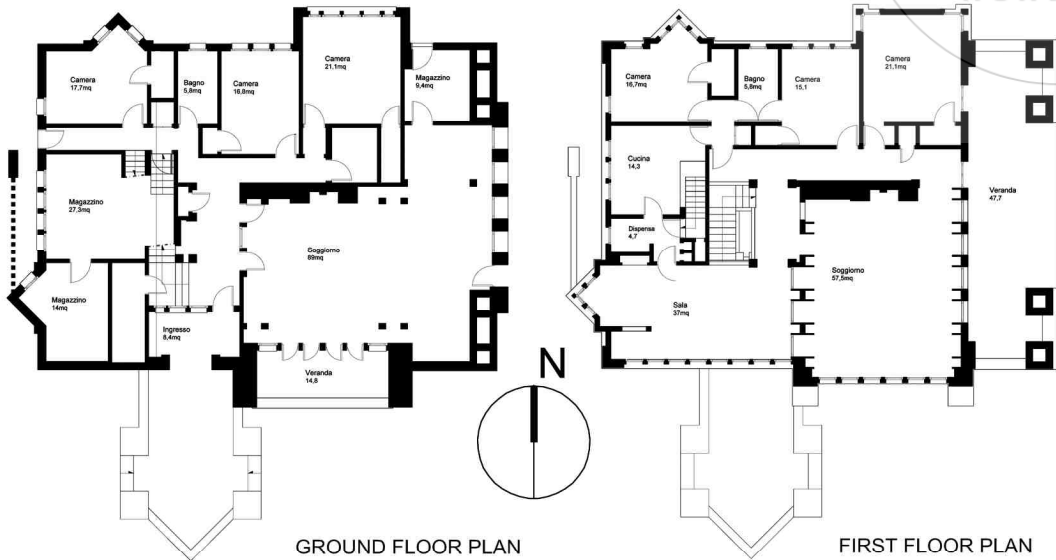 Camera
17,7mq
Bagno
5,8mq
Camera
16,8mq
Camera
21,1mq
Magazzino
9,4mq
Magazzino
27,3mq
Soggiorno
89mq
Magazzino
14mq
Ingresso
8,4mq
Veranda
14,8
GROUND FLOOR PLAN
N
Camera
16,7mq
Bagno
5,8mq
Camera
15,1
Camera
21,1mq
Cucina
14,3
Dispensa
4,7
Veranda
47,7
Soggiorno
57,5mq
Sala
37mq
FIRST FLOOR PLAN